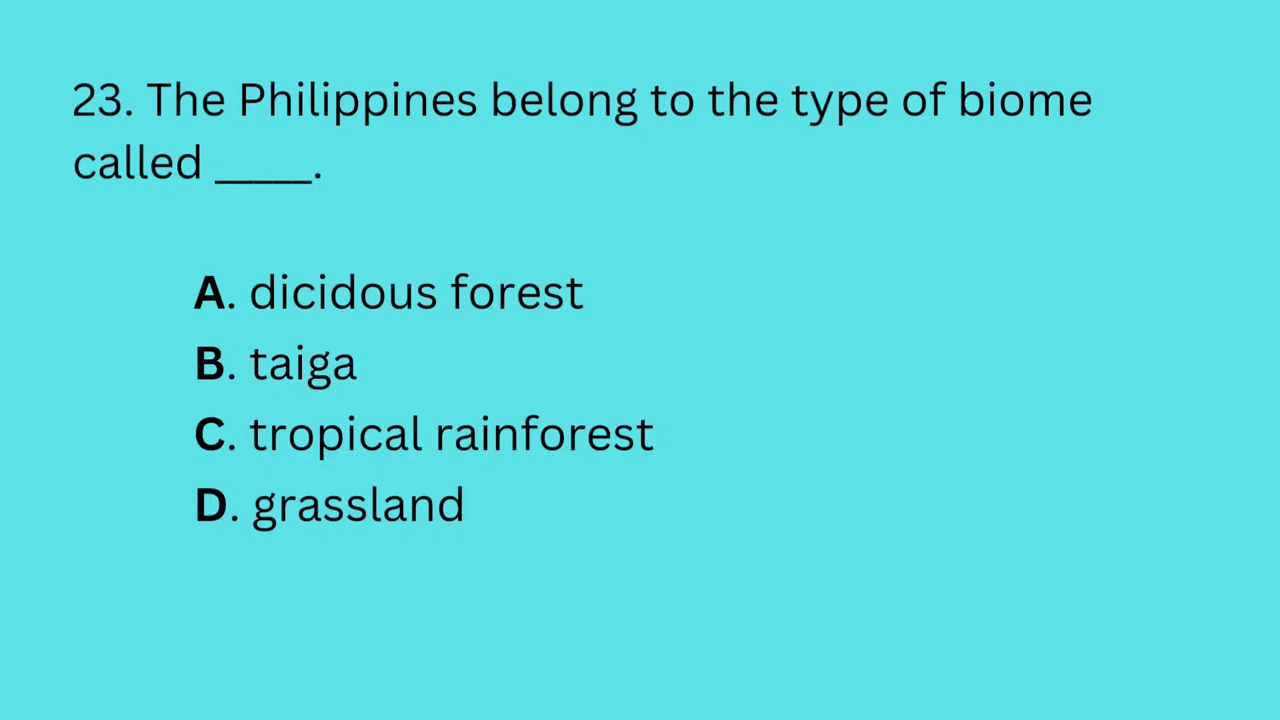 23. The Philippines belong to the type of biome
called _____.
A. dicidous forest
B. taiga
C. tropical rainforest
D. grassland